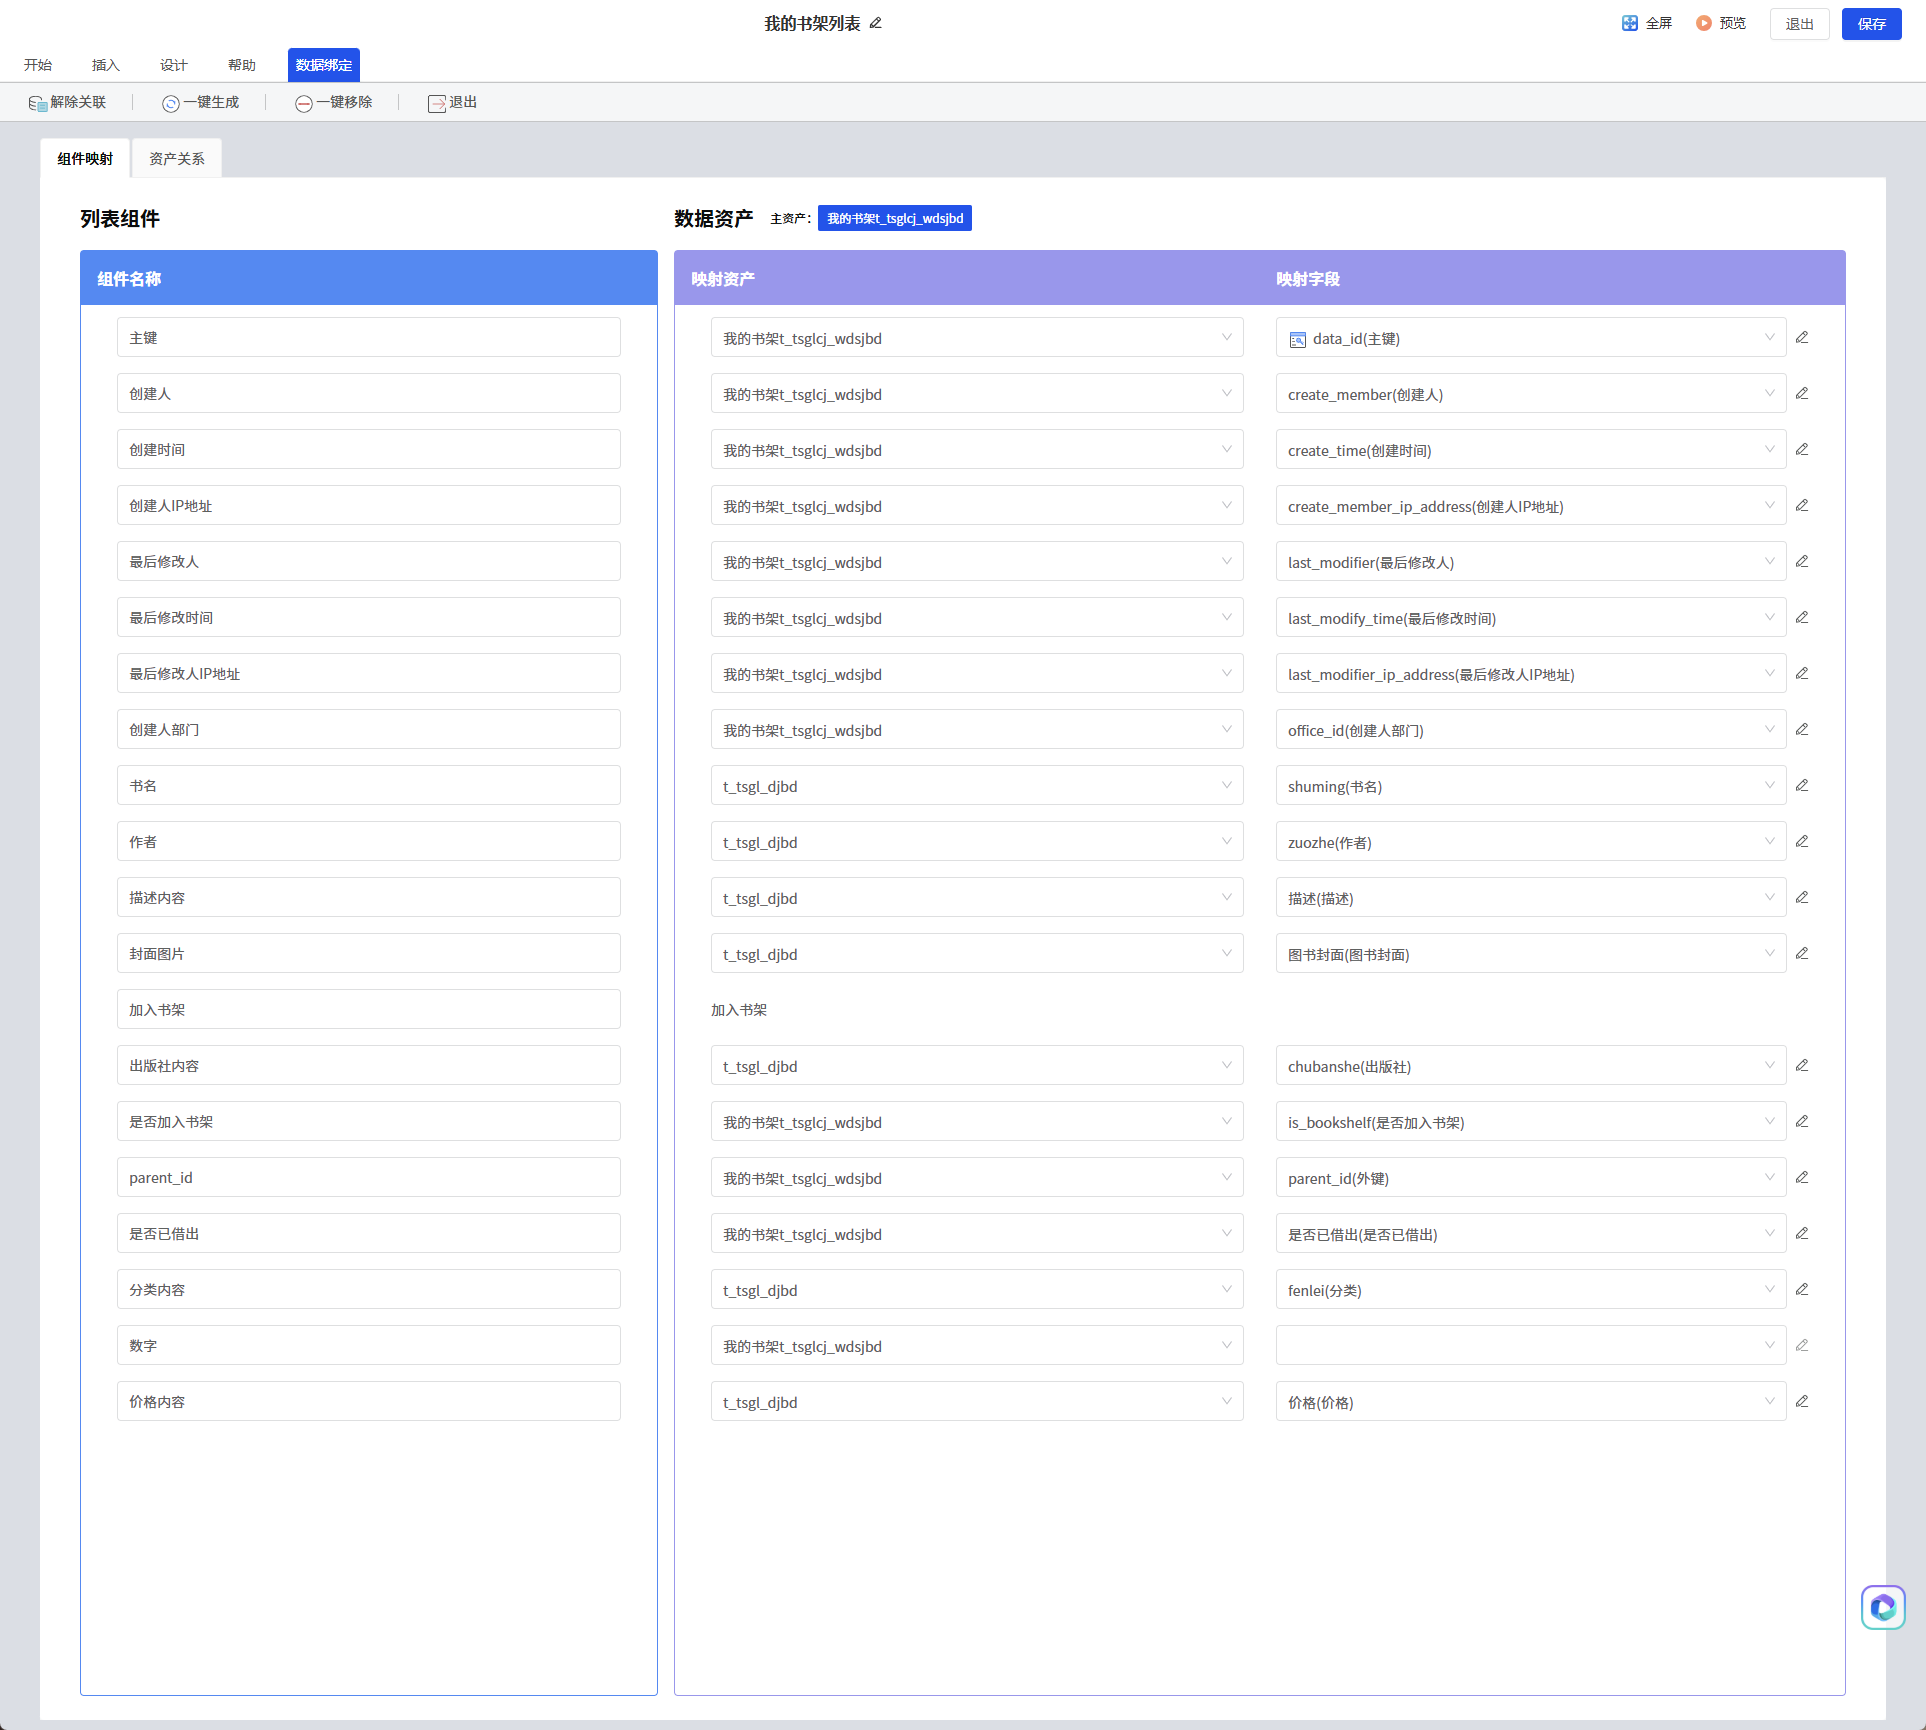 我的书架列表
全屏 预览 退出 保存
开始 插入 设计 帮助 数据绑定
解除关联 一键生成 一键移除 退出
组件映射 资产关系
列表组件 数据资产 主资产: 我的书架t_tsglcj_wdsjbd
组件名称 映射资产 映射字段
主键 我的书架t_tsglcj_wdsjbd data_id(主键)
创建人 我的书架t_tsglcj_wdsjbd create_member(创建人)
创建时间 我的书架t_tsglcj_wdsjbd create_time(创建时间)
创建人IP地址 我的书架t_tsglcj_wdsjbd create_member_ip_address(创建人IP地址)
最后修改人 我的书架t_tsglcj_wdsjbd last_modifier(最后修改人)
最后修改时间 我的书架t_tsglcj_wdsjbd last_modify_time(最后修改时间)
最后修改人IP地址 我的书架t_tsglcj_wdsjbd last_modifier_ip_address(最后修改人IP地址)
创建人部门 我的书架t_tsglcj_wdsjbd office_id(创建人部门)
书名 t_tsgl_djbd shuming(书名)
作者 t_tsgl_djbd zuozhe(作者)
描述内容 t_tsgl_djbd 描述(描述)
封面图片 t_tsgl_djbd 图书封面(图书封面)
加入书架 加入书架
出版社内容 t_tsgl_djbd chubanshe(出版社)
是否加入书架 我的书架t_tsglcj_wdsjbd is_bookshelf(是否加入书架)
parent_id 我的书架t_tsglcj_wdsjbd parent_id(外键)
是否已借出 我的书架t_tsglcj_wdsjbd 是否已借出(是否已借出)
分类内容 t_tsgl_djbd fenlei(分类)
数字 我的书架t_tsglcj_wdsjbd
价格内容 t_tsgl_djbd 价格(价格)